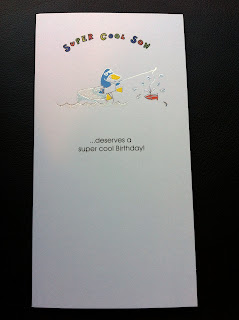 SUPER COOL SON
...deserves a
super cool Birthday!